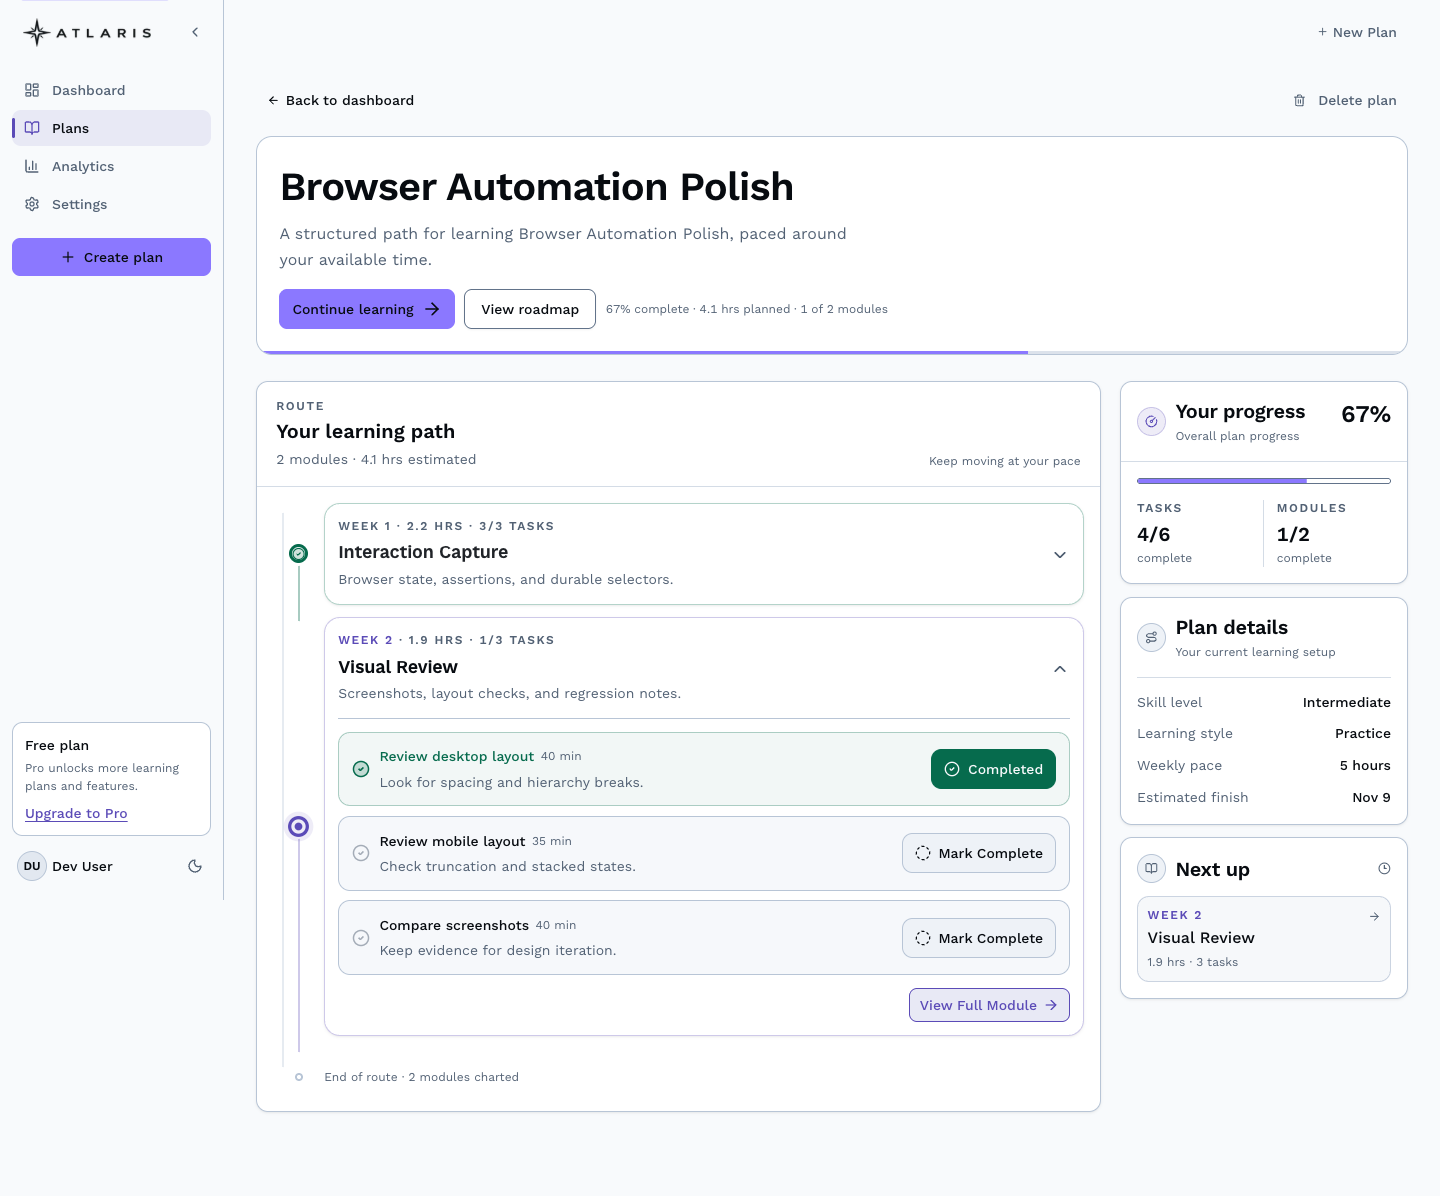 ATLARIS
Dashboard
Plans
Analytics
Settings
Create plan
Free plan
Pro unlocks more learning
plans and features.
Upgrade to Pro
DU Dev User
+ New Plan
← Back to dashboard
Delete plan
Browser Automation Polish
A structured path for learning Browser Automation Polish, paced around
your available time.
Continue learning →
View roadmap
67% complete · 4.1 hrs planned · 1 of 2 modules
ROUTE
Your learning path
2 modules · 4.1 hrs estimated
Keep moving at your pace
WEEK 1 · 2.2 HRS · 3/3 TASKS
Interaction Capture
Browser state, assertions, and durable selectors.
WEEK 2 · 1.9 HRS · 1/3 TASKS
Visual Review
Screenshots, layout checks, and regression notes.
Review desktop layout 40 min
Look for spacing and hierarchy breaks.
Completed
Review mobile layout 35 min
Check truncation and stacked states.
Mark Complete
Compare screenshots 40 min
Keep evidence for design iteration.
Mark Complete
View Full Module →
End of route · 2 modules charted
Your progress
Overall plan progress
67%
TASKS
4/6
complete
MODULES
1/2
complete
Plan details
Your current learning setup
Skill level Intermediate
Learning style Practice
Weekly pace 5 hours
Estimated finish Nov 9
Next up
WEEK 2 →
Visual Review
1.9 hrs · 3 tasks